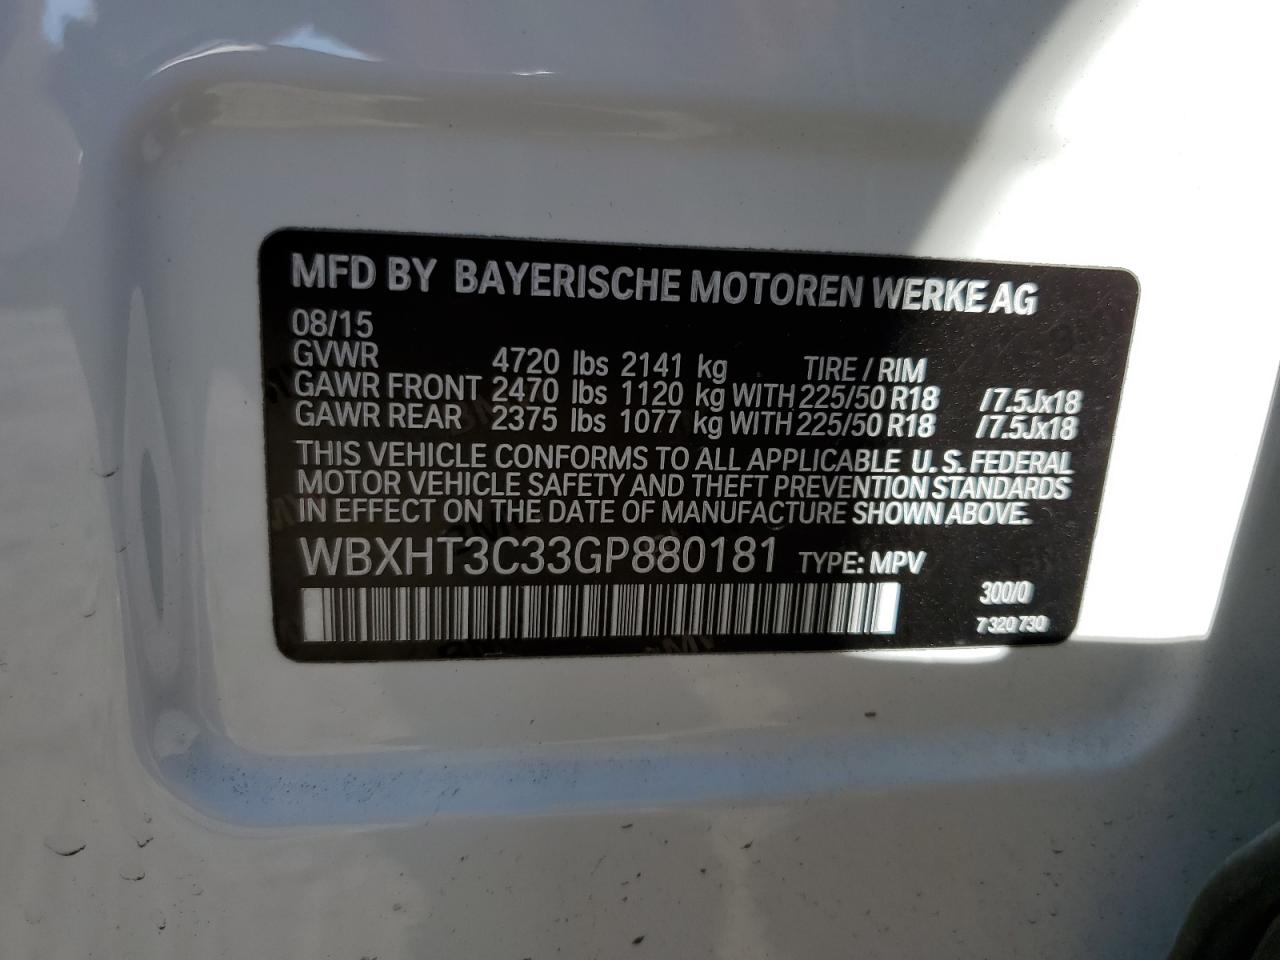 MFD BY BAYERISCHE MOTOREN WERKE AG
08/15
GVWR 4720 lbs 2141 kg TIRE / RIM
GAWR FRONT 2470 lbs 1120 kg WITH 225/50 R18 /7.5Jx18
GAWR REAR 2375 lbs 1077 kg WITH 225/50 R18 /7.5Jx18
THIS VEHICLE CONFORMS TO ALL APPLICABLE U.S. FEDERAL
MOTOR VEHICLE SAFETY AND THEFT PREVENTION STANDARDS
IN EFFECT ON THE DATE OF MANUFACTURE SHOWN ABOVE.
WBXHT3C33GP880181 TYPE: MPV
300/0
7 320 730